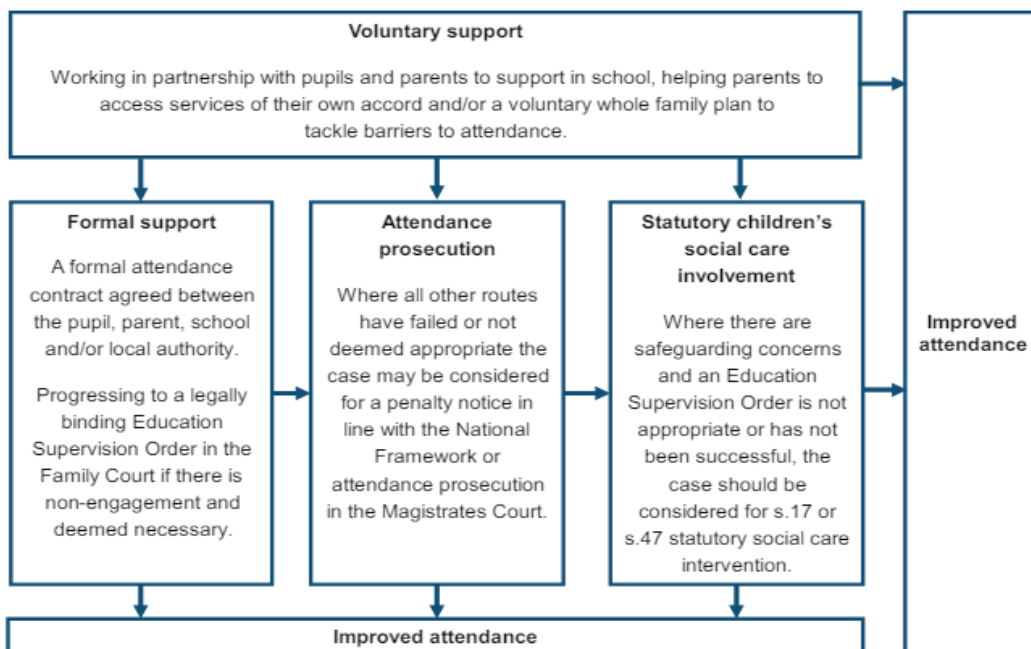 Voluntary support
Working in partnership with pupils and parents to support in school, helping parents to
access services of their own accord and/or a voluntary whole family plan to
tackle barriers to attendance.
Formal support
A formal attendance
contract agreed between
the pupil, parent, school
and/or local authority.
Progressing to a legally
binding Education
Supervision Order in the
Family Court if there is
non-engagement and
deemed necessary.
Attendance
prosecution
Where all other routes
have failed or not
deemed appropriate the
case may be considered
for a penalty notice in
line with the National
Framework or
attendance prosecution
in the Magistrates Court.
Statutory children's
social care
involvement
Where there are
safeguarding concerns
and an Education
Supervision Order is not
appropriate or has not
been successful, the
case should be
considered for s.17 or
s.47 statutory social care
intervention.
Improved
attendance
Improved attendance